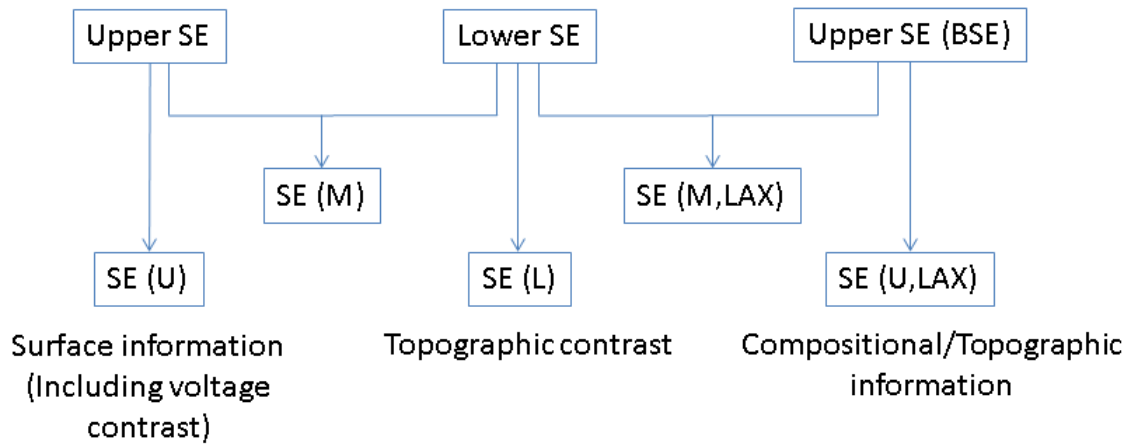 Upper SE
Lower SE
Upper SE (BSE)
SE (M)
SE (M,LAX)
SE (U)
SE (L)
SE (U,LAX)
Surface information
(Including voltage
contrast)
Topographic contrast
Compositional/Topographic
information